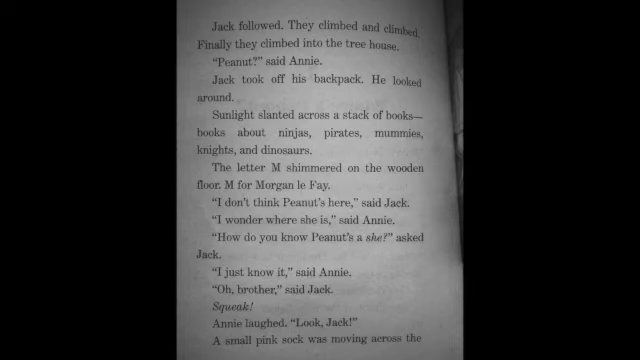 Jack followed. They climbed and climbed.
Finally they climbed into the tree house.
“Peanut?” said Annie.
Jack took off his backpack. He looked
around.
Sunlight slanted across a stack of books—
books about ninjas, pirates, mummies,
knights, and dinosaurs.
The letter M shimmered on the wooden
floor. M for Morgan le Fay.
“I don’t think Peanut’s here,” said Jack.
“I wonder where she is,” said Annie.
“How do you know Peanut’s a she?” asked
Jack.
“I just know it,” said Annie.
“Oh, brother,” said Jack.
Squeak!
Annie laughed. “Look, Jack!”
A small pink sock was moving across the